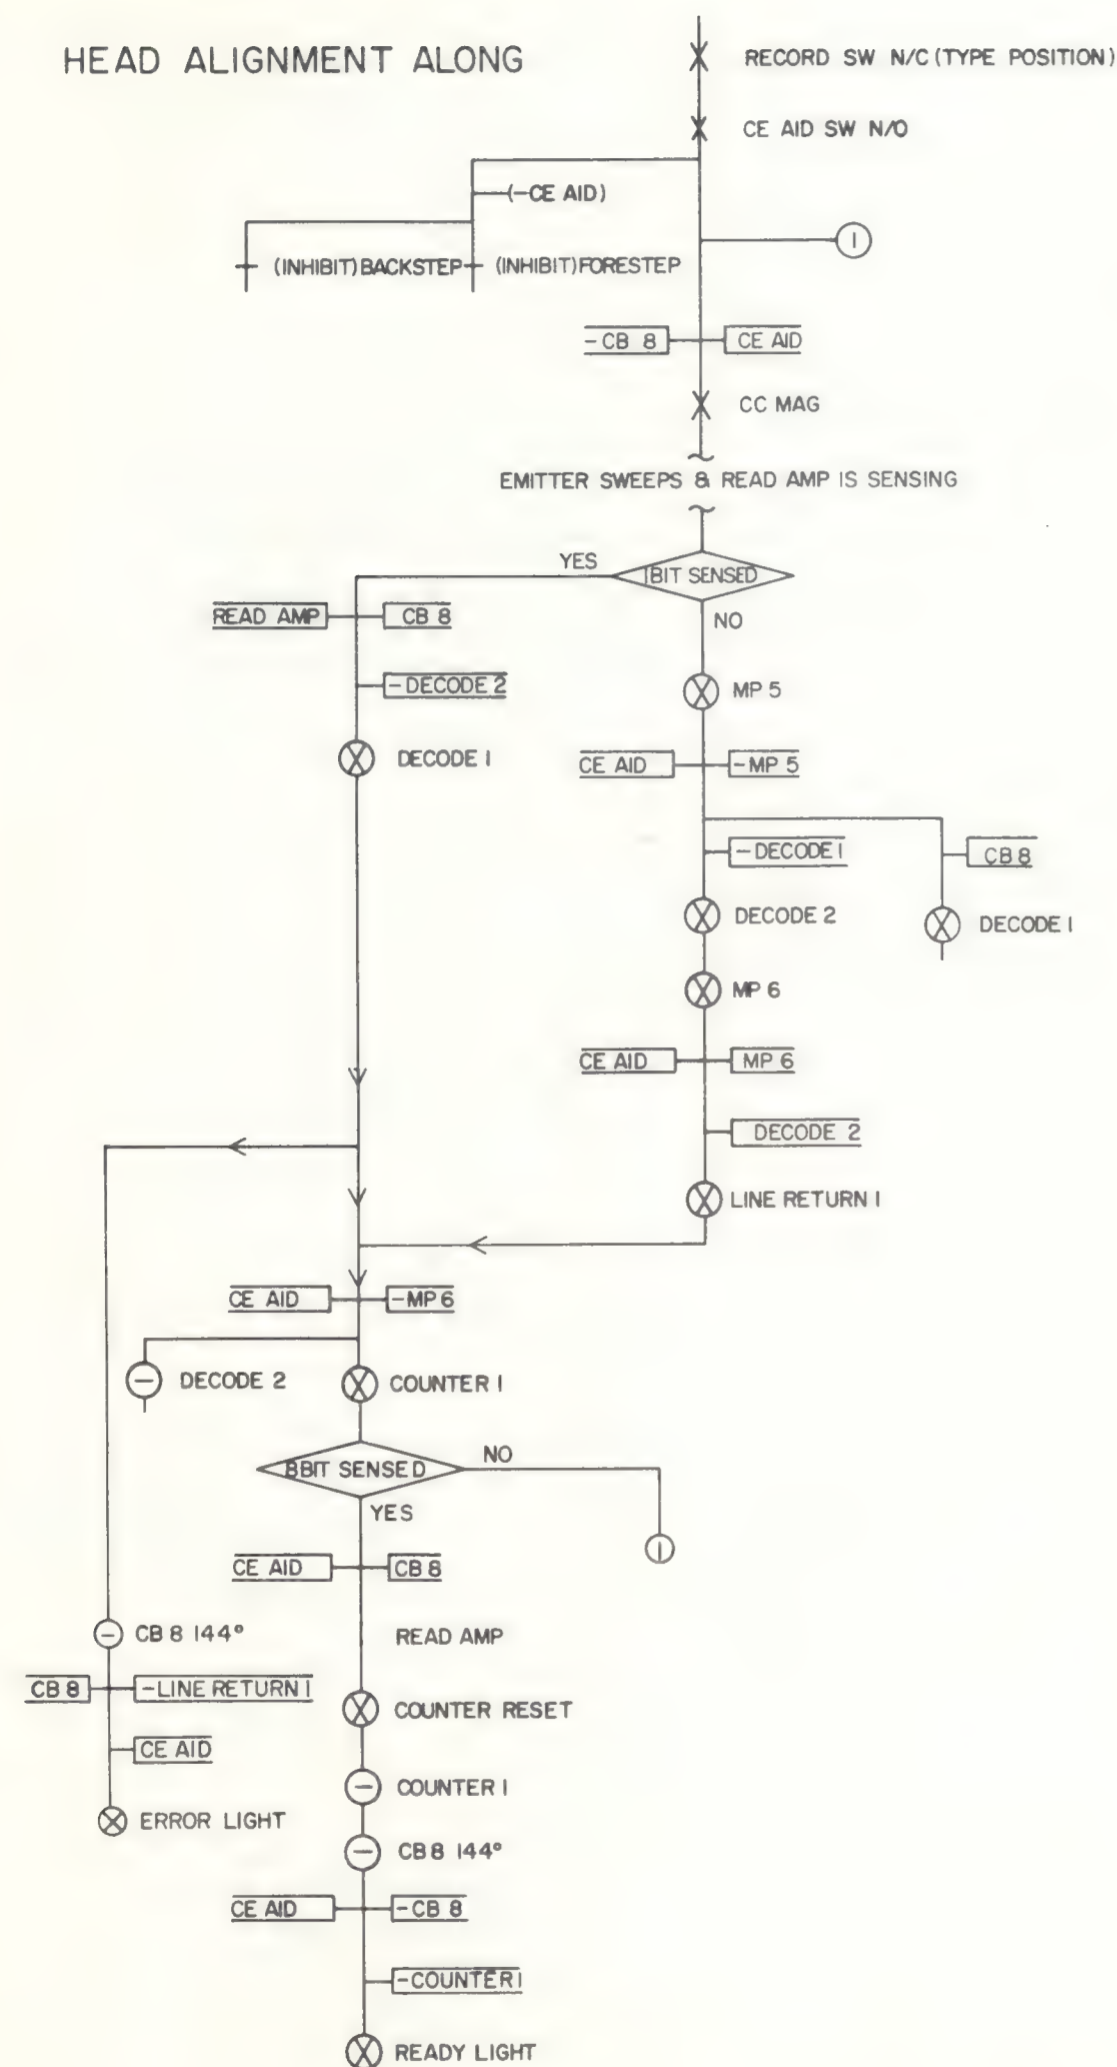 HEAD ALIGNMENT ALONG
RECORD SW N/C (TYPE POSITION)
CE AID SW N/O
(-CE AID)
1
(INHIBIT) BACKSTEP
(INHIBIT) FORESTEP
-CB 8
CE AID
CC MAG
EMITTER SWEEPS & READ AMP IS SENSING
YES
1BIT SENSED
NO
READ AMP
CB 8
-DECODE 2
MP 5
DECODE 1
CE AID
-MP 5
-DECODE 1
CB 8
DECODE 2
DECODE 1
MP 6
CE AID
MP 6
DECODE 2
LINE RETURN 1
CE AID
-MP 6
DECODE 2
COUNTER 1
8BIT SENSED
NO
YES
1
CE AID
CB 8
CB 8 144°
READ AMP
CB 8
-LINE RETURN 1
COUNTER RESET
CE AID
COUNTER 1
ERROR LIGHT
CB 8 144°
CE AID
-CB 8
-COUNTER 1
READY LIGHT